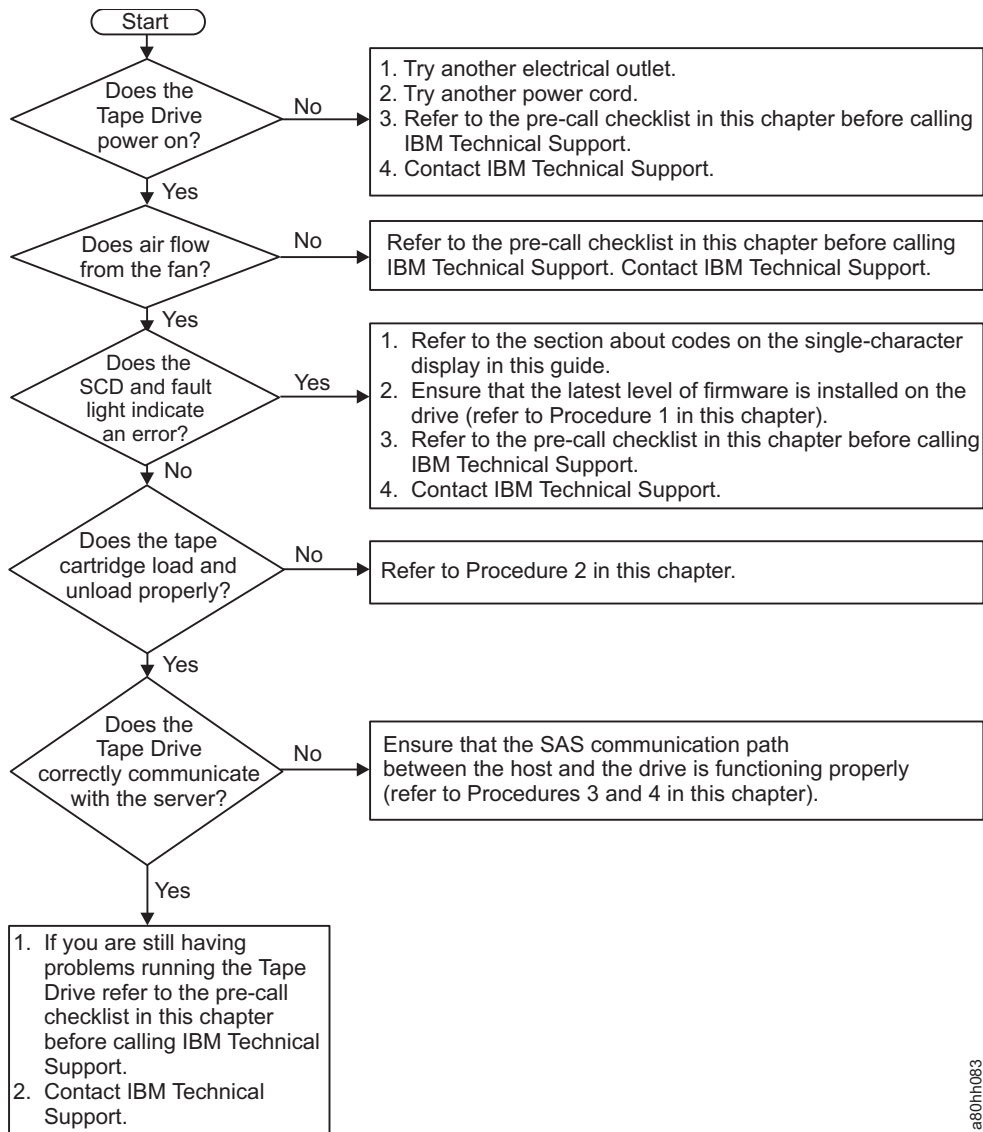 Start
Does the
Tape Drive
power on?
No
1. Try another electrical outlet.
2. Try another power cord.
3. Refer to the pre-call checklist in this chapter before calling
IBM Technical Support.
4. Contact IBM Technical Support.
Yes
Does air flow
from the fan?
No
Refer to the pre-call checklist in this chapter before calling
IBM Technical Support. Contact IBM Technical Support.
Yes
Does the
SCD and fault
light indicate
an error?
Yes
1. Refer to the section about codes on the single-character
display in this guide.
2. Ensure that the latest level of firmware is installed on the
drive (refer to Procedure 1 in this chapter).
3. Refer to the pre-call checklist in this chapter before calling
IBM Technical Support.
4. Contact IBM Technical Support.
No
Does the tape
cartridge load and
unload properly?
No
Refer to Procedure 2 in this chapter.
Yes
Does the
Tape Drive
correctly communicate
with the server?
No
Ensure that the SAS communication path
between the host and the drive is functioning properly
(refer to Procedures 3 and 4 in this chapter).
Yes
1. If you are still having
problems running the Tape
Drive refer to the pre-call
checklist in this chapter
before calling IBM Technical
Support.
2. Contact IBM Technical
Support.
a80hh083